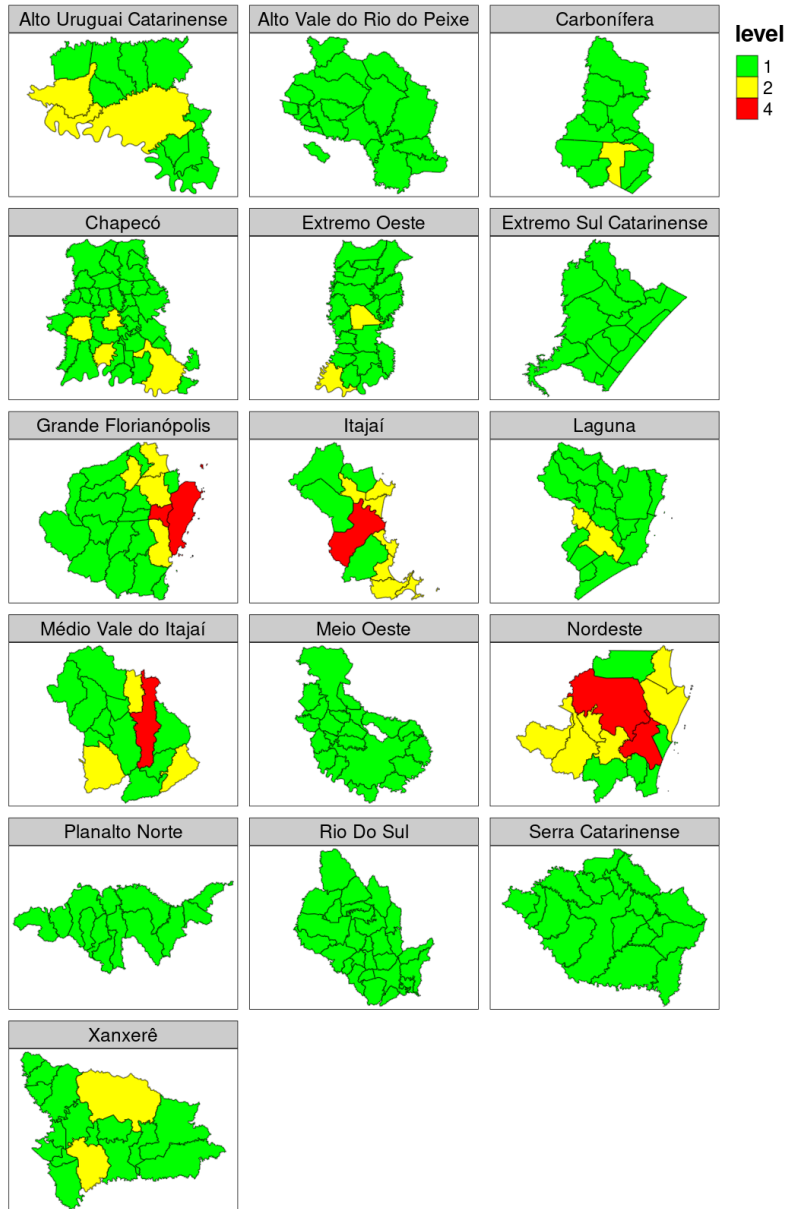 Alto Uruguai Catarinense
Alto Vale do Rio do Peixe
Carbonífera
level
1
2
4
Chapecó
Extremo Oeste
Extremo Sul Catarinense
Grande Florianópolis
Itajaí
Laguna
Médio Vale do Itajaí
Meio Oeste
Nordeste
Planalto Norte
Rio Do Sul
Serra Catarinense
Xanxerê